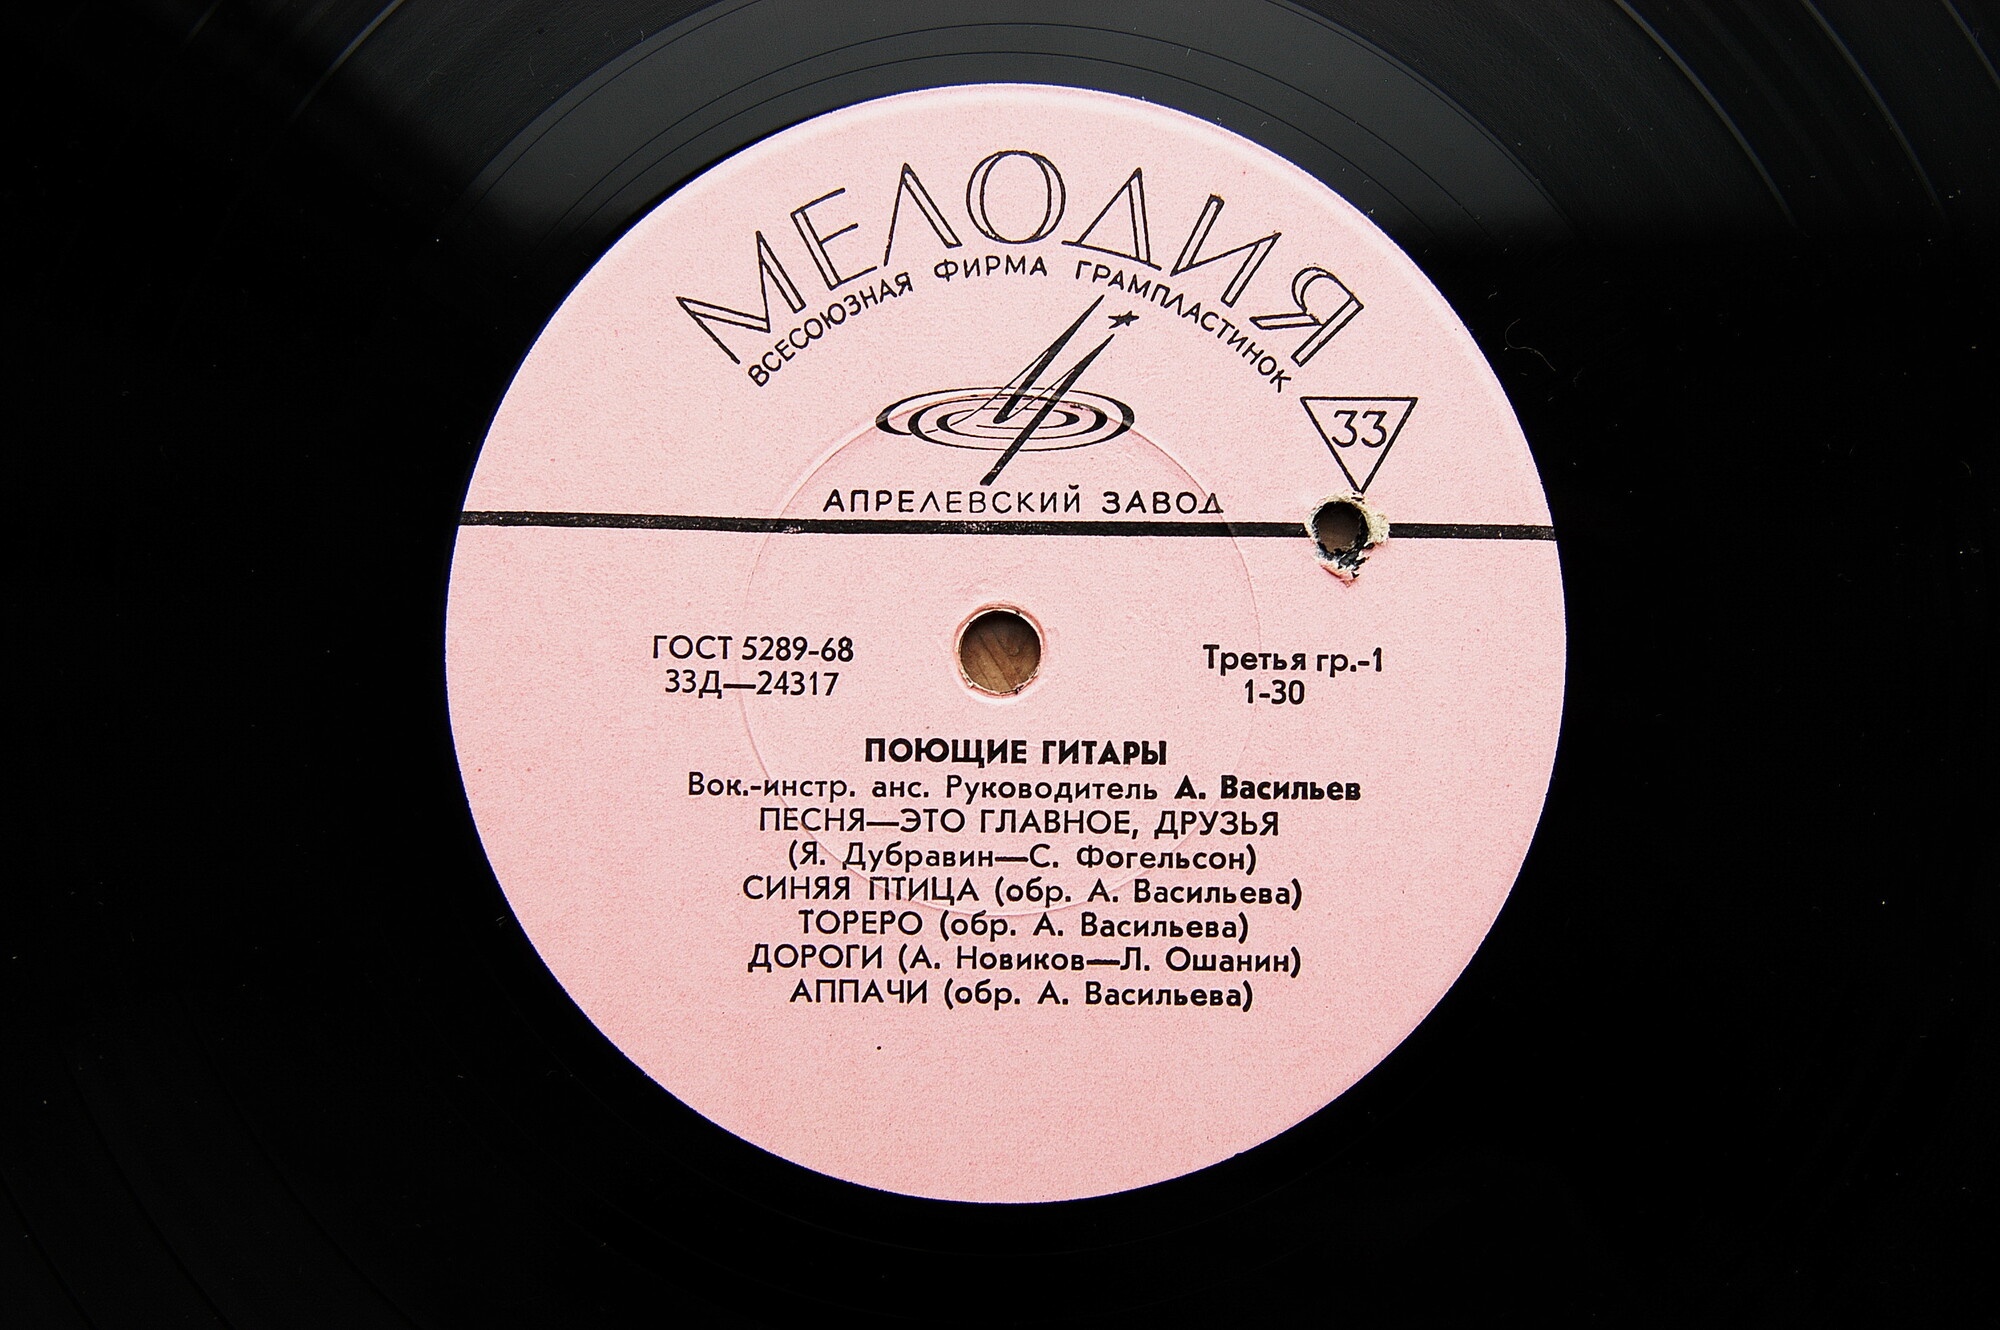 МЕЛОДИЯ
ВСЕСОЮЗНАЯ ФИРМА ГРАМПЛАСТИНОК
33
АПРЕЛЕВСКИЙ ЗАВОД
ГОСТ 5289-68
33Д—24317
Третья гр.-1
1-30
ПОЮЩИЕ ГИТАРЫ
Вок.-инстр. анс. Руководитель А. Васильев
ПЕСНЯ—ЭТО ГЛАВНОЕ, ДРУЗЬЯ
(Я. Дубравин—С. Фогельсон)
СИНЯЯ ПТИЦА (обр. А. Васильева)
ТОРЕРО (обр. А. Васильева)
ДОРОГИ (А. Новиков—Л. Ошанин)
АППАЧИ (обр. А. Васильева)